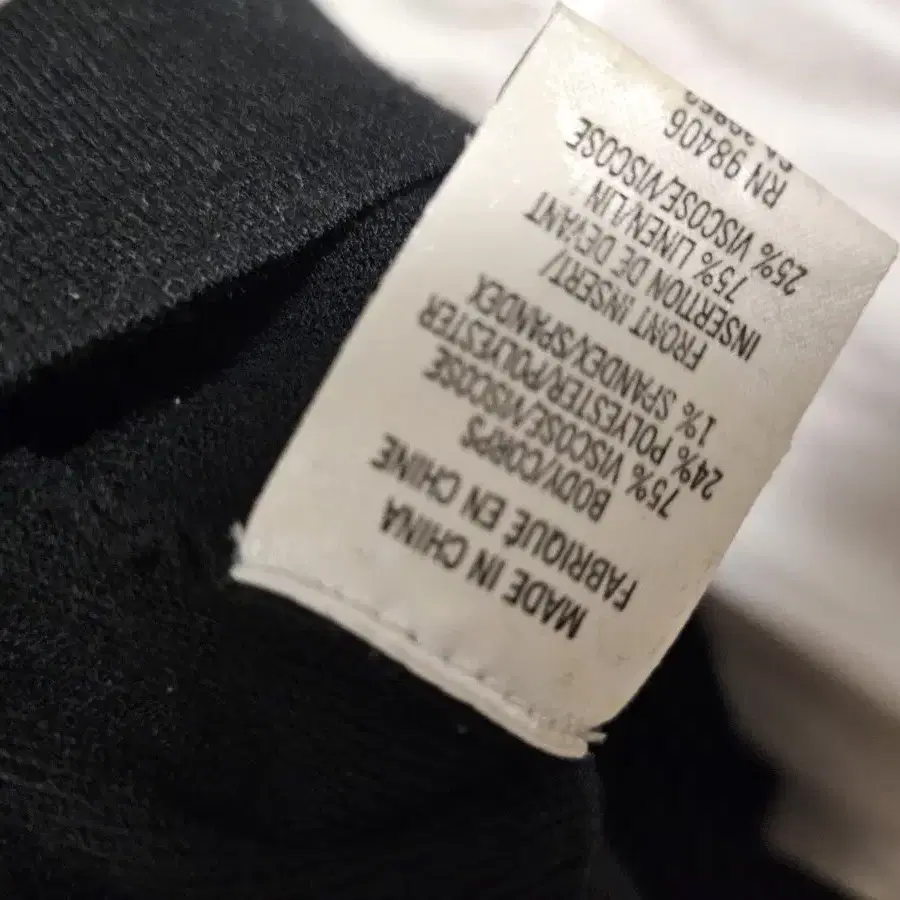 MADE IN CHINA
FABRIQUÉ EN CHINE
BODY/CORPS
75% VISCOSE/VISCOSE
24% POLYESTER/POLYESTER
1% SPANDEX/SPANDEX
FRONT INSERT/
INSERTION DE DEVANT
75% LINEN/LIN
25% VISCOSE/VISCOSE
RN 98406